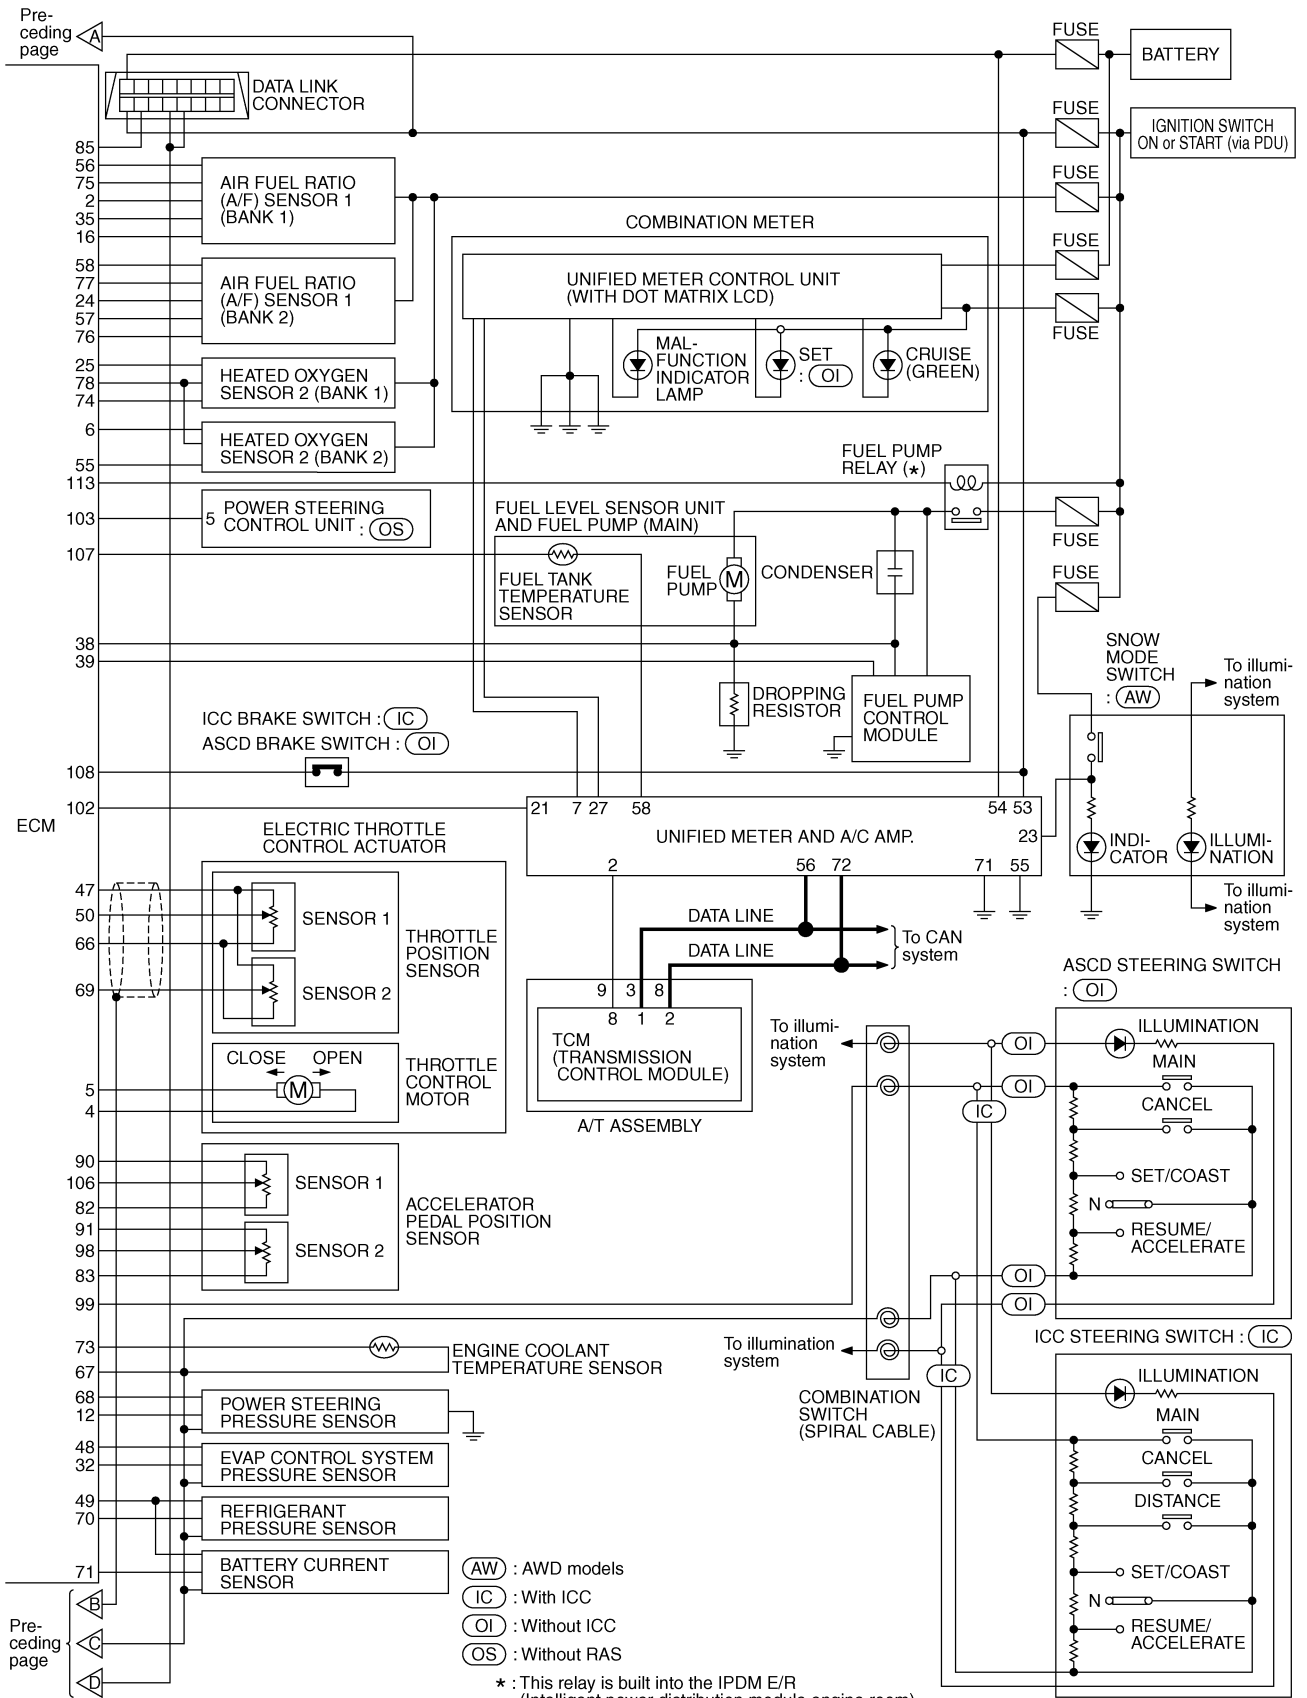 Pre-
ceding
page
A
FUSE
BATTERY
DATA LINK
CONNECTOR
FUSE
IGNITION SWITCH
ON or START (via PDU)
85
56
75
2
35
16
AIR FUEL RATIO
(A/F) SENSOR 1
(BANK 1)
FUSE
COMBINATION METER
FUSE
58
77
24
57
76
AIR FUEL RATIO
(A/F) SENSOR 1
(BANK 2)
UNIFIED METER CONTROL UNIT
(WITH DOT MATRIX LCD)
FUSE
MAL-
FUNCTION
INDICATOR
LAMP
SET
: OI
CRUISE
(GREEN)
25
78
74
HEATED OXYGEN
SENSOR 2 (BANK 1)
6
55
HEATED OXYGEN
SENSOR 2 (BANK 2)
FUEL PUMP
RELAY (*)
113
103
5
POWER STEERING
CONTROL UNIT : OS
FUEL LEVEL SENSOR UNIT
AND FUEL PUMP (MAIN)
FUSE
107
FUEL TANK
TEMPERATURE
SENSOR
FUEL
PUMP
M
CONDENSER
FUSE
38
39
SNOW
MODE
SWITCH
: AW
To illumi-
nation
system
DROPPING
RESISTOR
FUEL PUMP
CONTROL
MODULE
ICC BRAKE SWITCH : IC
ASCD BRAKE SWITCH : OI
108
102
ECM
21 7 27 58 54 53
23
UNIFIED METER AND A/C AMP.
2 56 72 71 55
INDI-
CATOR
ILLUMI-
NATION
To illumi-
nation
system
ELECTRIC THROTTLE
CONTROL ACTUATOR
47
50
66
69
SENSOR 1
SENSOR 2
THROTTLE
POSITION
SENSOR
DATA LINE
DATA LINE
To CAN
system
9 3 8
8 1 2
TCM
(TRANSMISSION
CONTROL MODULE)
A/T ASSEMBLY
CLOSE OPEN
M
THROTTLE
CONTROL
MOTOR
5
4
ASCD STEERING SWITCH
: OI
To illumi-
nation
system
OI
ILLUMINATION
OI
MAIN
IC
CANCEL
SET/COAST
N
RESUME/
ACCELERATE
OI
OI
90
106
82
91
98
83
99
SENSOR 1
SENSOR 2
ACCELERATOR
PEDAL POSITION
SENSOR
73
67
ENGINE COOLANT
TEMPERATURE SENSOR
To illumination
system
IC
COMBINATION
SWITCH
(SPIRAL CABLE)
ICC STEERING SWITCH : IC
ILLUMINATION
MAIN
CANCEL
DISTANCE
SET/COAST
N
RESUME/
ACCELERATE
68
12
POWER STEERING
PRESSURE SENSOR
48
32
EVAP CONTROL SYSTEM
PRESSURE SENSOR
49
70
REFRIGERANT
PRESSURE SENSOR
71
BATTERY CURRENT
SENSOR
Pre-
ceding
page
B
C
D
AW : AWD models
IC : With ICC
OI : Without ICC
OS : Without RAS
* : This relay is built into the IPDM E/R
(Intelligent power distribution module engine room)